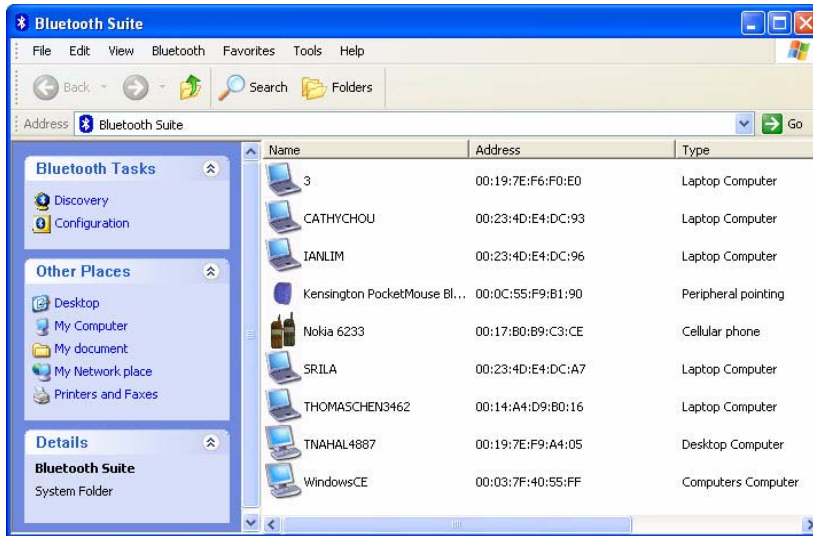 Bluetooth Suite
File Edit View Bluetooth Favorites Tools Help
Back Search Folders
Address Bluetooth Suite Go
Bluetooth Tasks
Discovery
Configuration
Other Places
Desktop
My Computer
My document
My Network place
Printers and Faxes
Details
Bluetooth Suite
System Folder
Name Address Type
3 00:19:7E:F6:F0:E0 Laptop Computer
CATHYCHOU 00:23:4D:E4:DC:93 Laptop Computer
IANLIM 00:23:4D:E4:DC:96 Laptop Computer
Kensington PocketMouse Bl... 00:0C:55:F9:B1:90 Peripheral pointing
Nokia 6233 00:17:B0:B9:C3:CE Cellular phone
SRILA 00:23:4D:E4:DC:A7 Laptop Computer
THOMASCHEN3462 00:14:A4:D9:B0:16 Laptop Computer
TNAHAL4887 00:19:7E:F9:A4:05 Desktop Computer
WindowsCE 00:03:7F:40:55:FF Computers Computer